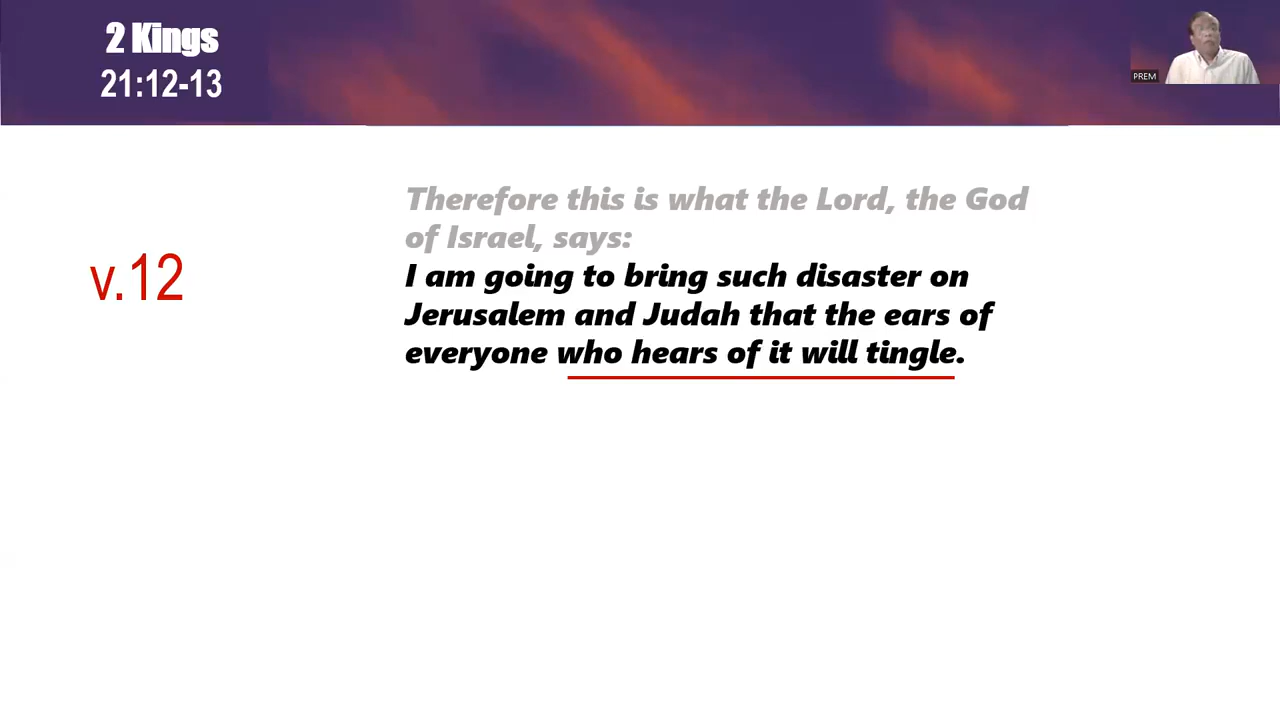 2 Kings
21:12-13
PREM
v.12
Therefore this is what the Lord, the God
of Israel, says:
I am going to bring such disaster on
Jerusalem and Judah that the ears of
everyone who hears of it will tingle.